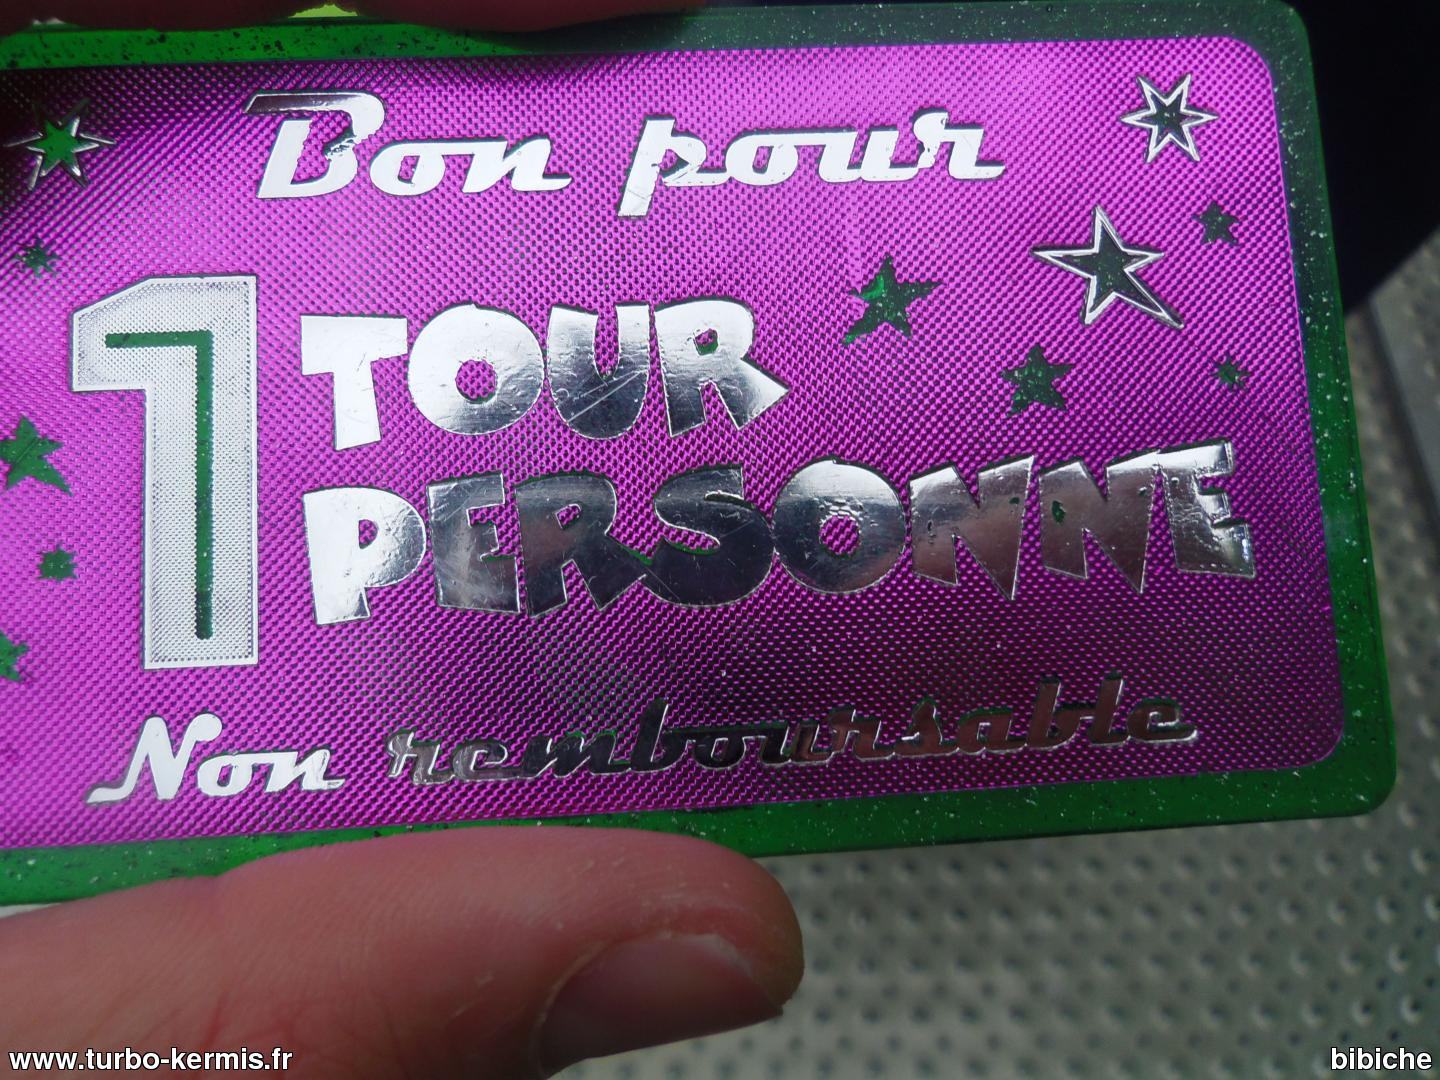 Bon pour
1 TOUR
PERSONNE
Non remboursable
www.turbo-kermis.fr
bibiche